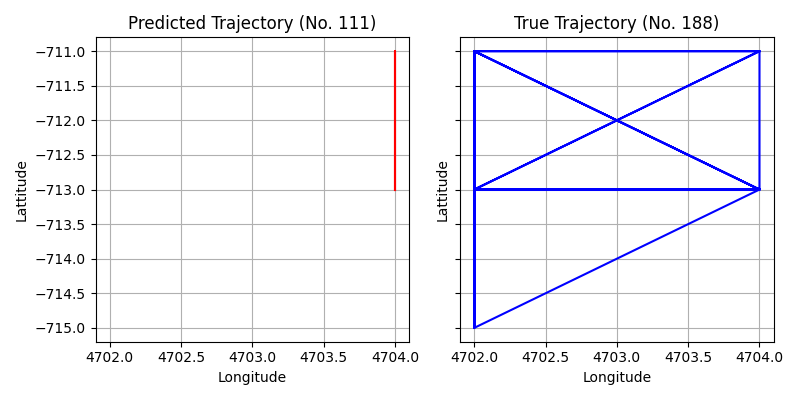 Predicted Trajectory (No. 111)
−711.0
−711.5
−712.0
−712.5
−713.0
−713.5
−714.0
−714.5
−715.0
Lattitude
4702.0 4702.5 4703.0 4703.5 4704.0
Longitude
True Trajectory (No. 188)
Lattitude
4702.0 4702.5 4703.0 4703.5 4704.0
Longitude